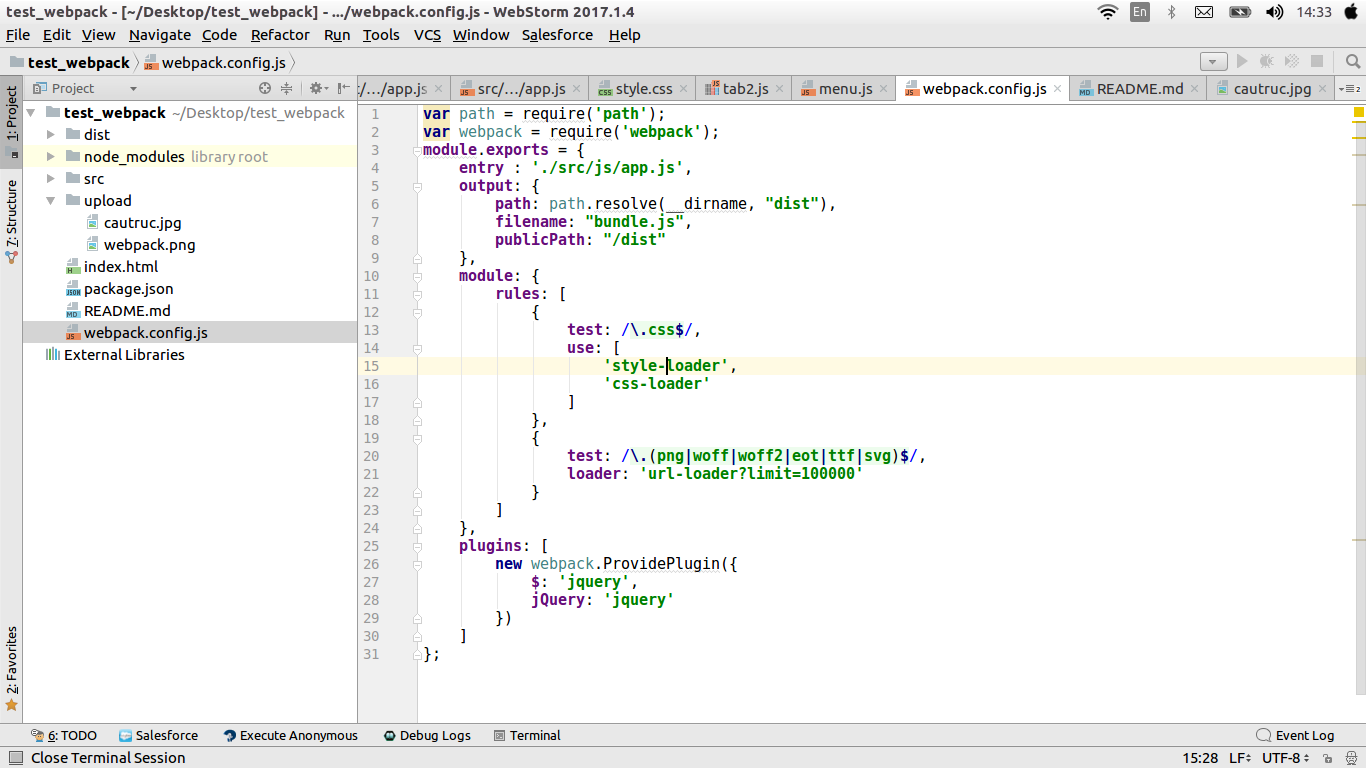 test_webpack - [~/Desktop/test_webpack] - .../webpack.config.js - WebStorm 2017.1.4
En
14:33
File Edit View Navigate Code Refactor Run Tools VCS Window Salesforce Help
test_webpack webpack.config.js
Project
/.../app.js src/.../app.js style.css tab2.js menu.js webpack.config.js README.md cautruc.jpg 2
1: Project
7: Structure
2: Favorites
test_webpack ~/Desktop/test_webpack
dist
node_modules library root
src
upload
cautruc.jpg
webpack.png
index.html
package.json
README.md
webpack.config.js
External Libraries
1 var path = require('path');
2 var webpack = require('webpack');
3 module.exports = {
4 entry : './src/js/app.js',
5 output: {
6 path: path.resolve(__dirname, "dist"),
7 filename: "bundle.js",
8 publicPath: "/dist"
9 },
10 module: {
11 rules: [
12 {
13 test: /\.css$/,
14 use: [
15 'style-loader',
16 'css-loader'
17 ]
18 },
19 {
20 test: /\.(png|woff|woff2|eot|ttf|svg)$/,
21 loader: 'url-loader?limit=100000'
22 }
23 ]
24 },
25 plugins: [
26 new webpack.ProvidePlugin({
27 $: 'jquery',
28 jQuery: 'jquery'
29 })
30 ]
31 };
6: TODO Salesforce Execute Anonymous Debug Logs Terminal Event Log
Close Terminal Session 15:28 LF UTF-8